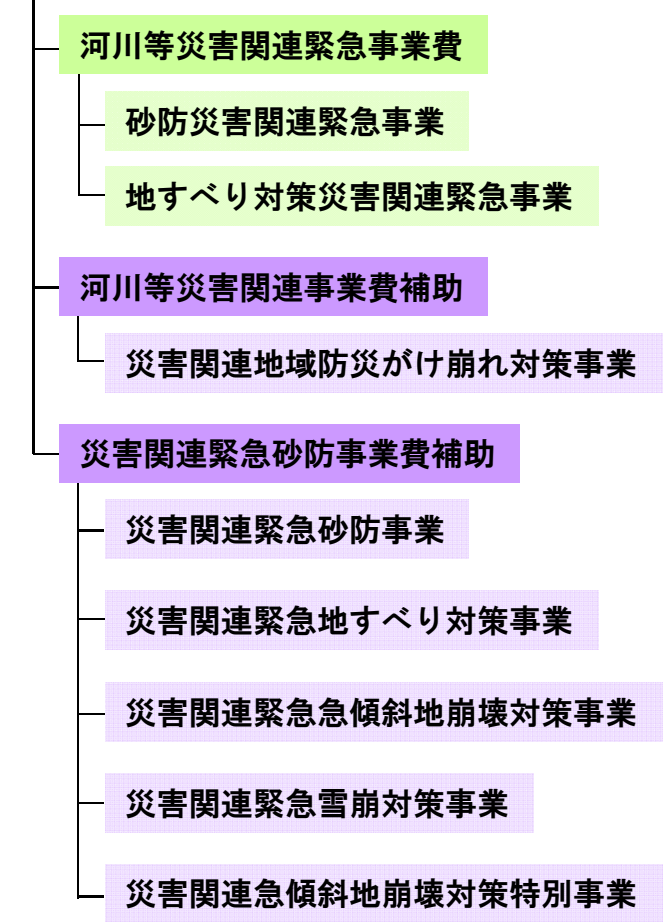 河川等災害関連緊急事業費
砂防災害関連緊急事業
地すべり対策災害関連緊急事業
河川等災害関連事業費補助
災害関連地域防災がけ崩れ対策事業
災害関連緊急砂防事業費補助
災害関連緊急砂防事業
災害関連緊急地すべり対策事業
災害関連緊急急傾斜地崩壊対策事業
災害関連緊急雪崩対策事業
災害関連急傾斜地崩壊対策特別事業